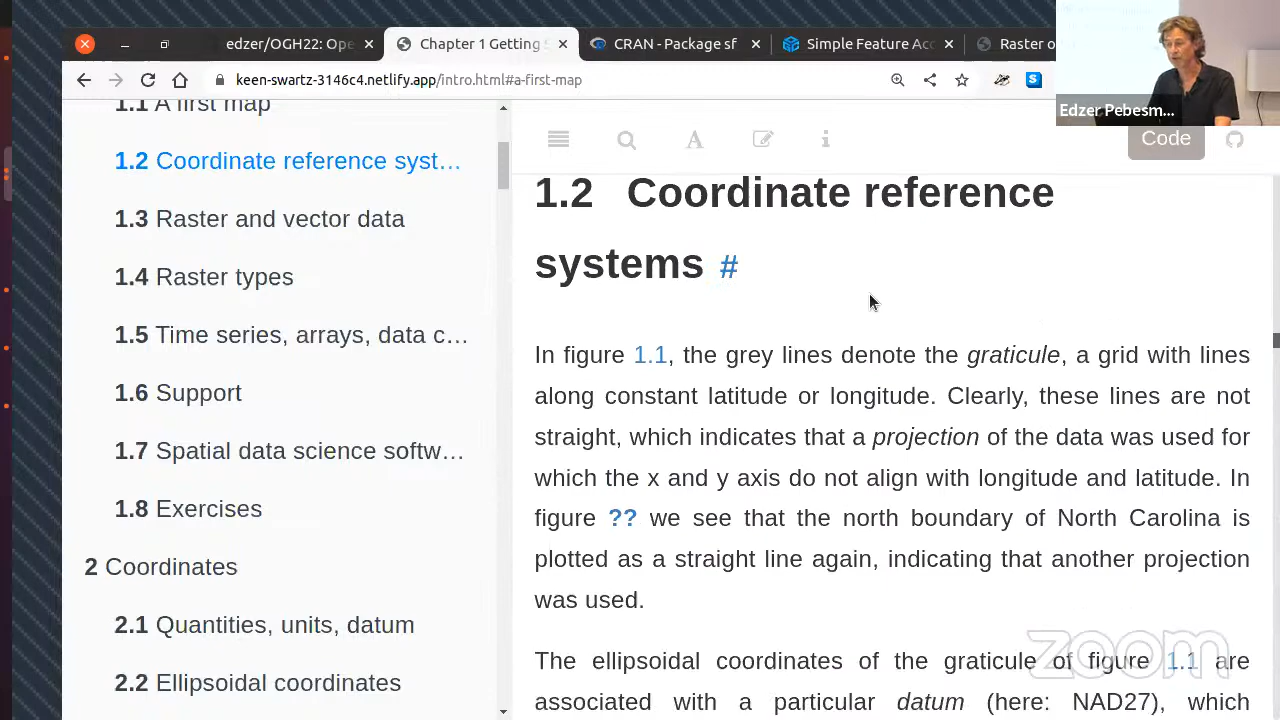 edzer/OGH22: Ope
Chapter 1 Getting S
CRAN - Package sf
Simple Feature Acc
Raster o
keen-swartz-3146c4.netlify.app/intro.html#a-first-map
Edzer Pebesm...
Code
1.1 A first map
1.2 Coordinate reference syst…
1.3 Raster and vector data
1.4 Raster types
1.5 Time series, arrays, data c…
1.6 Support
1.7 Spatial data science softw…
1.8 Exercises
2 Coordinates
2.1 Quantities, units, datum
2.2 Ellipsoidal coordinates
1.2 Coordinate reference
systems #
In figure 1.1, the grey lines denote the graticule, a grid with lines
along constant latitude or longitude. Clearly, these lines are not
straight, which indicates that a projection of the data was used for
which the x and y axis do not align with longitude and latitude. In
figure ?? we see that the north boundary of North Carolina is
plotted as a straight line again, indicating that another projection
was used.
The ellipsoidal coordinates of the graticule of figure 1.1 are
associated with a particular datum (here: NAD27), which
zoom